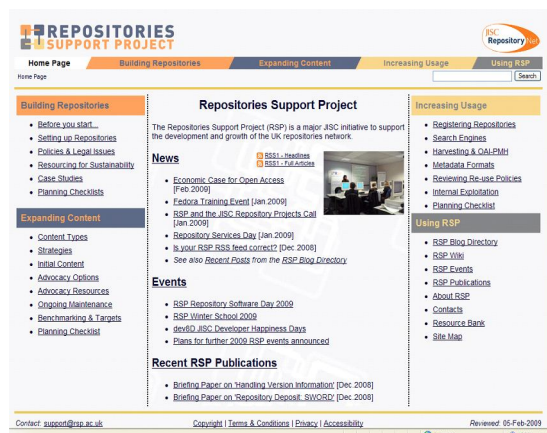 REPOSITORIES
SUPPORT PROJECT
JISC
RepositoryNet
Home Page
Building Repositories
Expanding Content
Increasing Usage
Using RSP
Home Page
Search
Building Repositories
Before you start...
Setting up Repositories
Policies & Legal Issues
Resourcing for Sustainability
Case Studies
Planning Checklists
Expanding Content
Content Types
Strategies
Initial Content
Advocacy Options
Advocacy Resources
Ongoing Maintenance
Benchmarking & Targets
Planning Checklist
Repositories Support Project
The Repositories Support Project (RSP) is a major JISC initiative to support
the development and growth of the UK repositories network.
News
RSS1 - Headlines
RSS1 - Full Articles
Economic Case for Open Access
[Feb.2009]
Fedora Training Event [Jan.2009]
RSP and the JISC Repository Projects Call
[Jan.2009]
Repository Services Day [Jan.2009]
Is your RSP RSS feed correct? [Dec.2008]
See also Recent Posts from the RSP Blog Directory
Events
RSP Repository Software Day 2009
RSP Winter School 2009
dev8D JISC Developer Happiness Days
Plans for further 2009 RSP events announced
Recent RSP Publications
Briefing Paper on 'Handling Version Information' [Dec.2008]
Briefing Paper on 'Repository Deposit: SWORD' [Dec.2008]
Increasing Usage
Registering Repositories
Search Engines
Harvesting & OAI-PMH
Metadata Formats
Reviewing Re-use Policies
Internal Exploitation
Planning Checklist
Using RSP
RSP Blog Directory
RSP Wiki
RSP Events
RSP Publications
About RSP
Contacts
Resource Bank
Site Map
Contact: support@rsp.ac.uk
Copyright | Terms & Conditions | Privacy | Accessibility
Reviewed: 05-Feb-2009